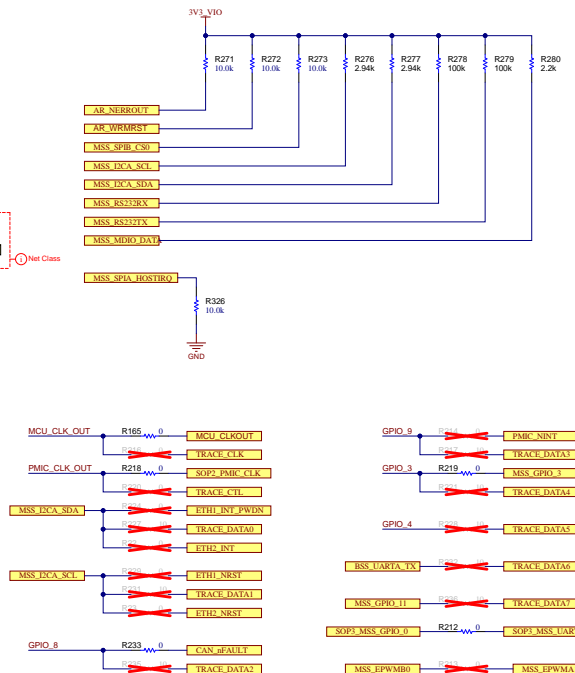 3V3_VIO
R271 R272 R273 R276 R277 R278 R279 R280
10.0k 10.0k 10.0k 2.94k 2.94k 100k 100k 2.2k
AR_NERROUT
AR_WRMRST
MSS_SPIB_CS0
MSS_I2CA_SCL
MSS_I2CA_SDA
MSS_RS232RX
MSS_RS232TX
MSS_MDIO_DATA
i Net Class
MSS_SPIA_HOSTIRQ
R326
10.0k
GND
MCU_CLK_OUT R165 0 MCU_CLKOUT
TRACE_CLK
PMIC_CLK_OUT R218 0 SOP2_PMIC_CLK
TRACE_CTL
MSS_I2CA_SDA ETH1_INT_PWDN
TRACE_DATA0
ETH2_INT
MSS_I2CA_SCL ETH1_NRST
TRACE_DATA1
ETH2_NRST
GPIO_8 R233 0 CAN_nFAULT
TRACE_DATA2
GPIO_9 PMIC_NINT
TRACE_DATA3
GPIO_3 R219 0 MSS_GPIO_3
TRACE_DATA4
GPIO_4 TRACE_DATA5
BSS_UARTA_TX TRACE_DATA6
MSS_GPIO_11 TRACE_DATA7
SOP3_MSS_GPIO_0 R212 0 SOP3_MSS_UAR
MSS_EPWMB0 MSS_EPWMA